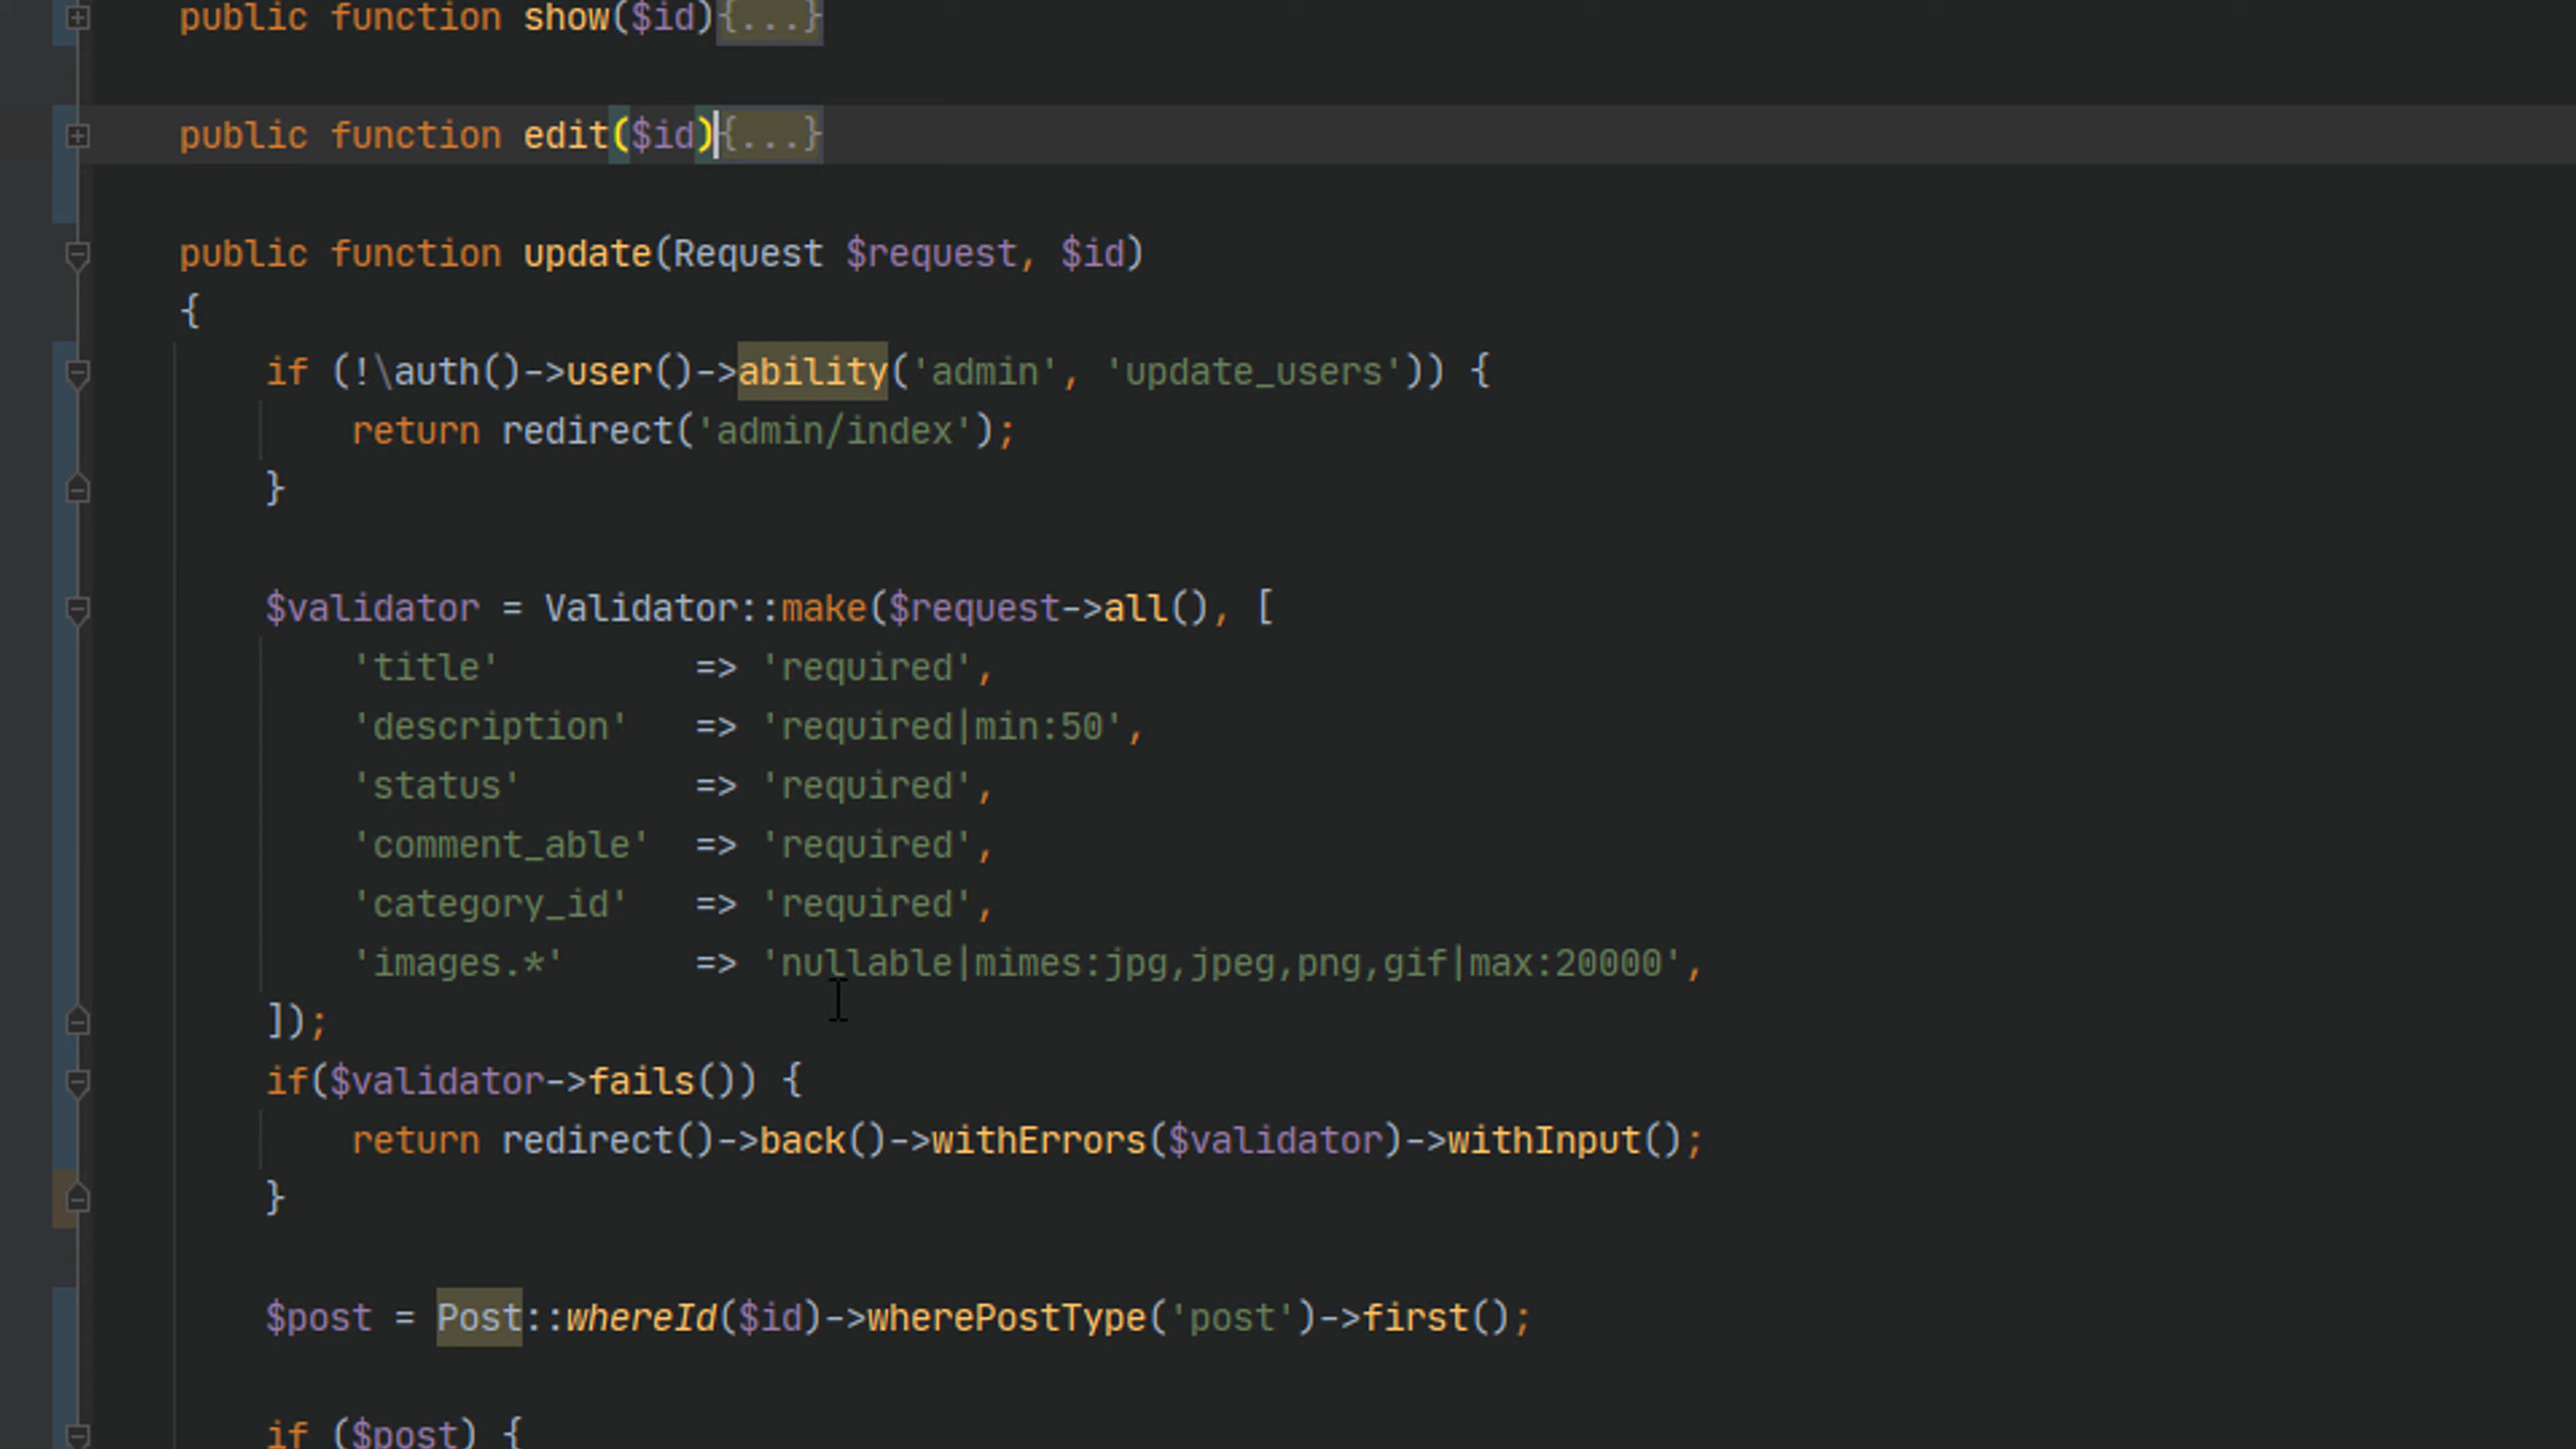 public function show($id){...}
public function edit($id){...}
public function update(Request $request, $id)
{
if (!\auth()->user()->ability('admin', 'update_users')) {
return redirect('admin/index');
}
$validator = Validator::make($request->all(), [
'title' => 'required',
'description' => 'required|min:50',
'status' => 'required',
'comment_able' => 'required',
'category_id' => 'required',
'images.*' => 'nullable|mimes:jpg,jpeg,png,gif|max:20000',
]);
if($validator->fails()) {
return redirect()->back()->withErrors($validator)->withInput();
}
$post = Post::whereId($id)->wherePostType('post')->first();
if ($post) {